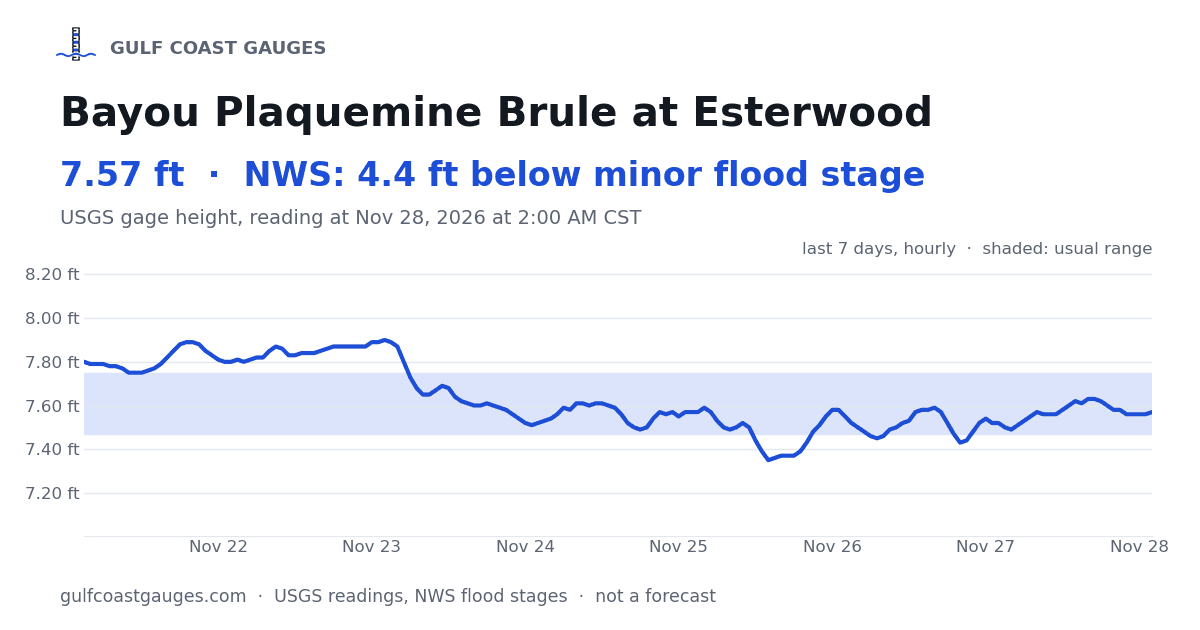 GULF COAST GAUGES
Bayou Plaquemine Brule at Esterwood
7.57 ft · NWS: 4.4 ft below minor flood stage
USGS gage height, reading at Nov 28, 2026 at 2:00 AM CST
last 7 days, hourly · shaded: usual range
8.20 ft
8.00 ft
7.80 ft
7.60 ft
7.40 ft
7.20 ft
Nov 22 Nov 23 Nov 24 Nov 25 Nov 26 Nov 27 Nov 28
gulfcoastgauges.com · USGS readings, NWS flood stages · not a forecast